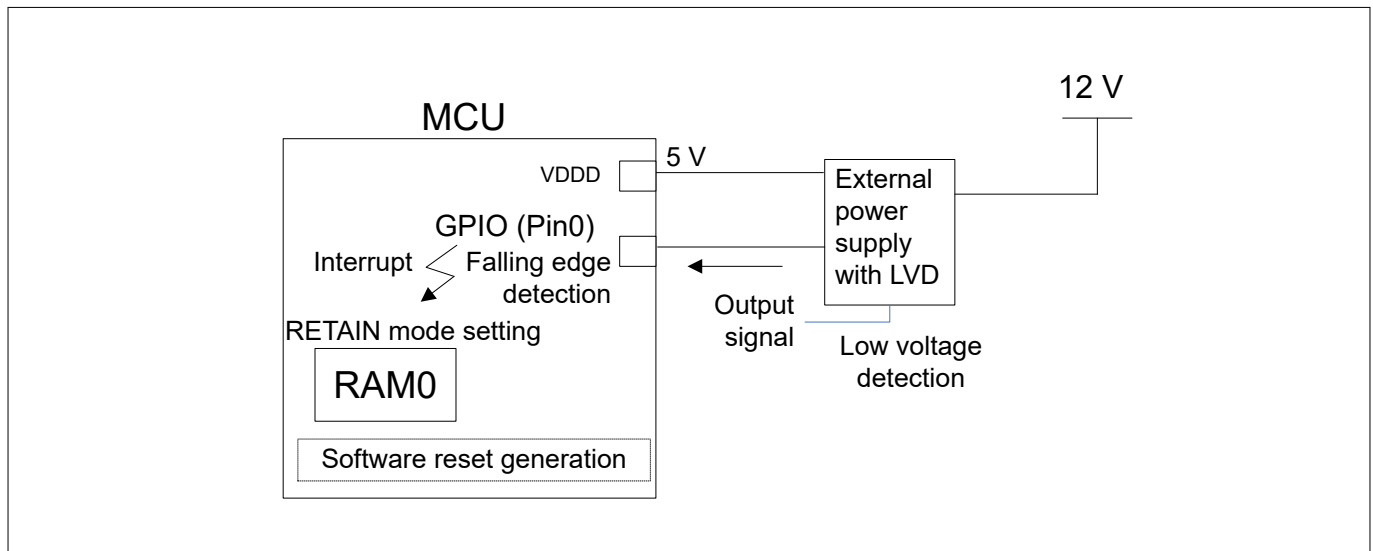 12 V
MCU
5 V
VDDD
External
power
supply
with LVD
GPIO (Pin0)
Interrupt
Falling edge
detection
Output
signal
Low voltage
detection
RETAIN mode setting
RAM0
Software reset generation